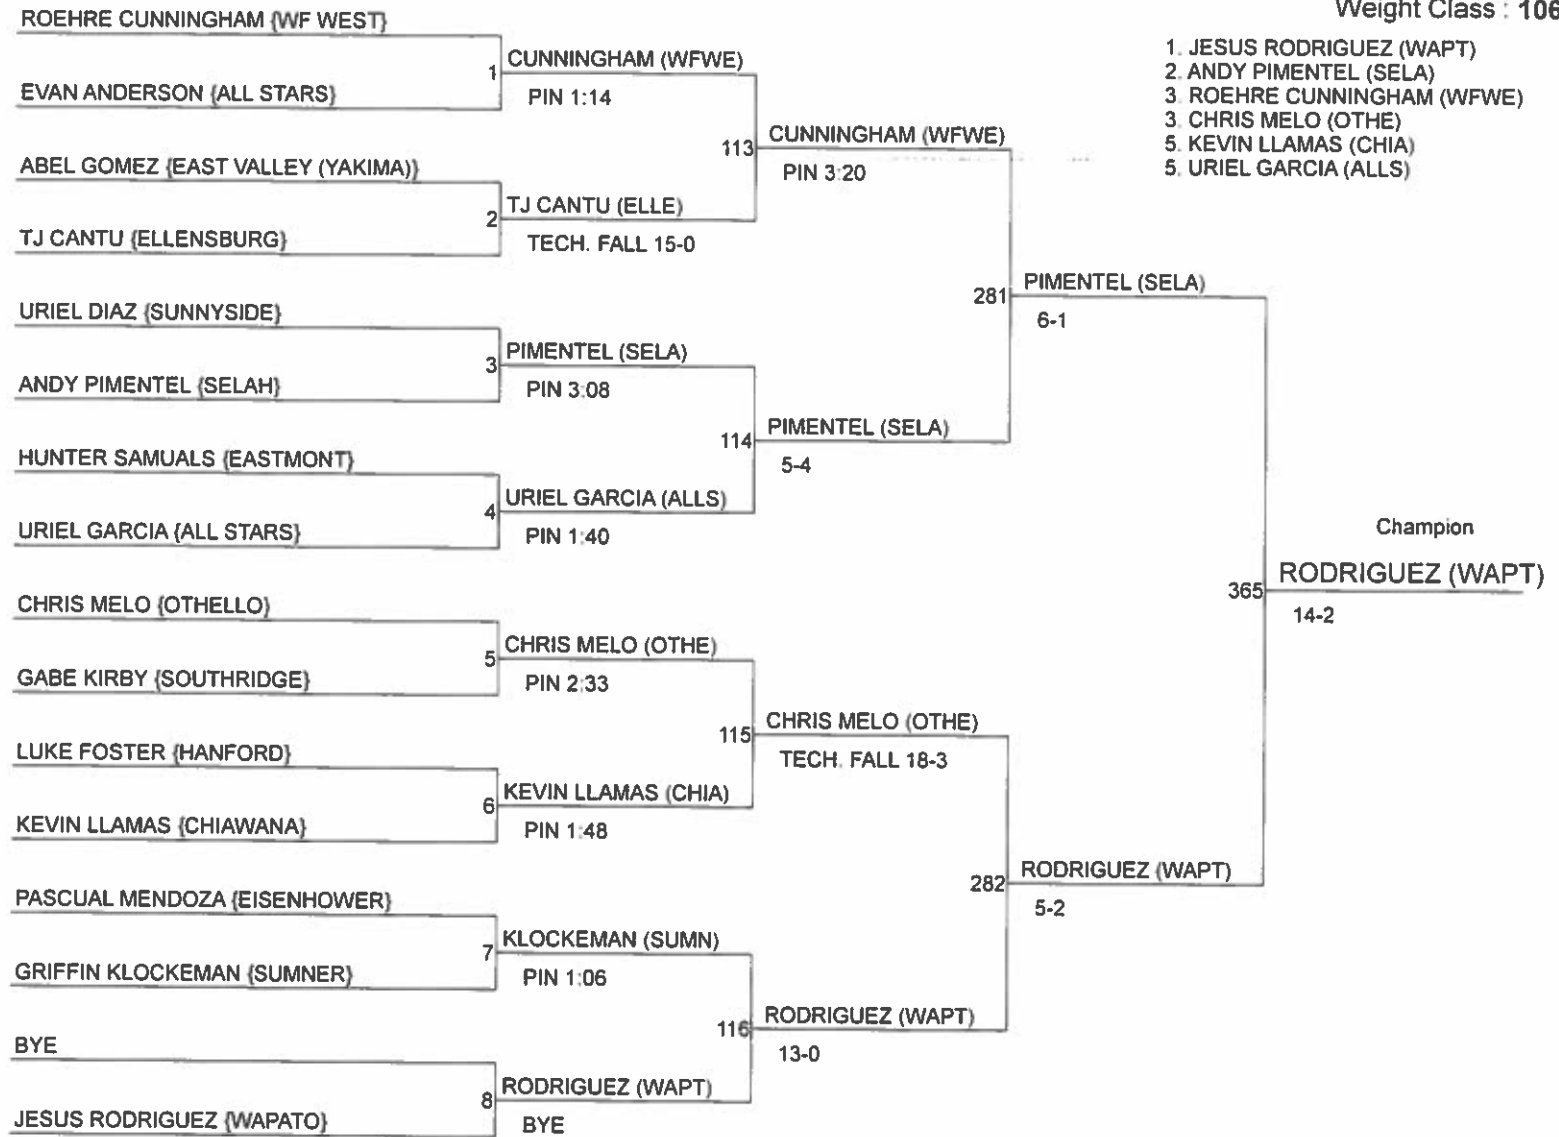 Weight Class : 106
1. JESUS RODRIGUEZ (WAPT)
2. ANDY PIMENTEL (SELA)
3. ROEHRE CUNNINGHAM (WFWE)
3. CHRIS MELO (OTHE)
5. KEVIN LLAMAS (CHIA)
5. URIEL GARCIA (ALLS)
ROEHRE CUNNINGHAM {WF WEST}
1
CUNNINGHAM (WFWE)
PIN 1:14
EVAN ANDERSON {ALL STARS}
113
CUNNINGHAM (WFWE)
PIN 3:20
ABEL GOMEZ {EAST VALLEY (YAKIMA)}
2
TJ CANTU (ELLE)
TECH. FALL 15-0
TJ CANTU {ELLENSBURG}
281
PIMENTEL (SELA)
6-1
URIEL DIAZ {SUNNYSIDE}
3
PIMENTEL (SELA)
PIN 3:08
ANDY PIMENTEL {SELAH}
114
PIMENTEL (SELA)
5-4
HUNTER SAMUALS {EASTMONT}
4
URIEL GARCIA (ALLS)
PIN 1:40
URIEL GARCIA {ALL STARS}
Champion
365
RODRIGUEZ (WAPT)
14-2
CHRIS MELO {OTHELLO}
5
CHRIS MELO (OTHE)
PIN 2:33
GABE KIRBY {SOUTHRIDGE}
115
CHRIS MELO (OTHE)
TECH. FALL 18-3
LUKE FOSTER {HANFORD}
6
KEVIN LLAMAS (CHIA)
PIN 1:48
KEVIN LLAMAS {CHIAWANA}
282
RODRIGUEZ (WAPT)
5-2
PASCUAL MENDOZA {EISENHOWER}
7
KLOCKEMAN (SUMN)
PIN 1:06
GRIFFIN KLOCKEMAN {SUMNER}
116
RODRIGUEZ (WAPT)
13-0
BYE
8
RODRIGUEZ (WAPT)
BYE
JESUS RODRIGUEZ {WAPATO}